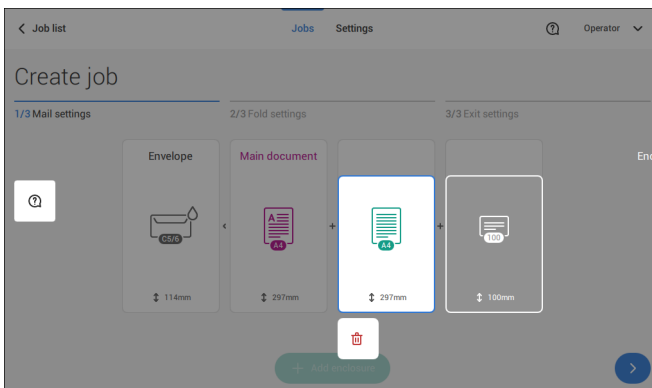 Job list
Jobs
Settings
Operator
Create job
1/3 Mail settings
2/3 Fold settings
3/3 Exit settings
Envelope
Main document
Enc
C5/6
A
A4
A4
100
114mm
297mm
297mm
100mm
Add enclosure